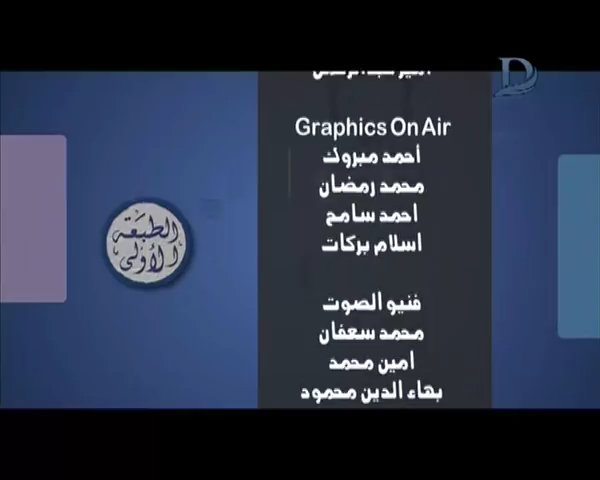 Graphics On Air
أحمد مبروك
محمد رمضان
احمد سامح
اسلام بركات
فنيو الصوت
محمد سعفان
امين محمد
بهاء الدين محمود
الطبعة
الأولى